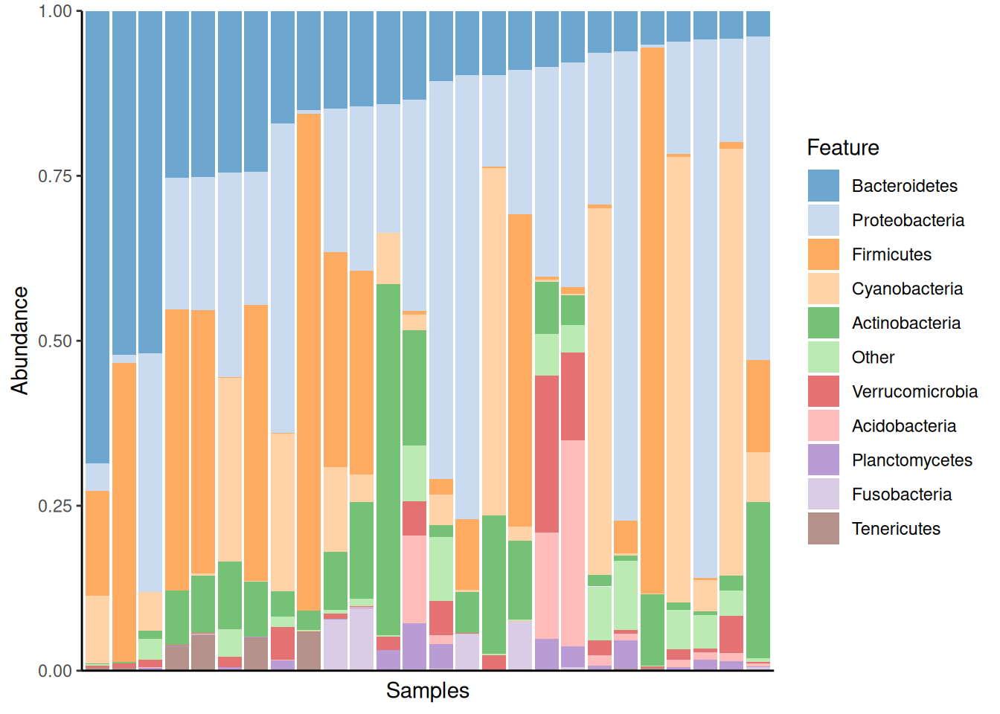 1.00
0.75
0.50
0.25
0.00
Abundance
Samples
Feature
Bacteroidetes
Proteobacteria
Firmicutes
Cyanobacteria
Actinobacteria
Other
Verrucomicrobia
Acidobacteria
Planctomycetes
Fusobacteria
Tenericutes